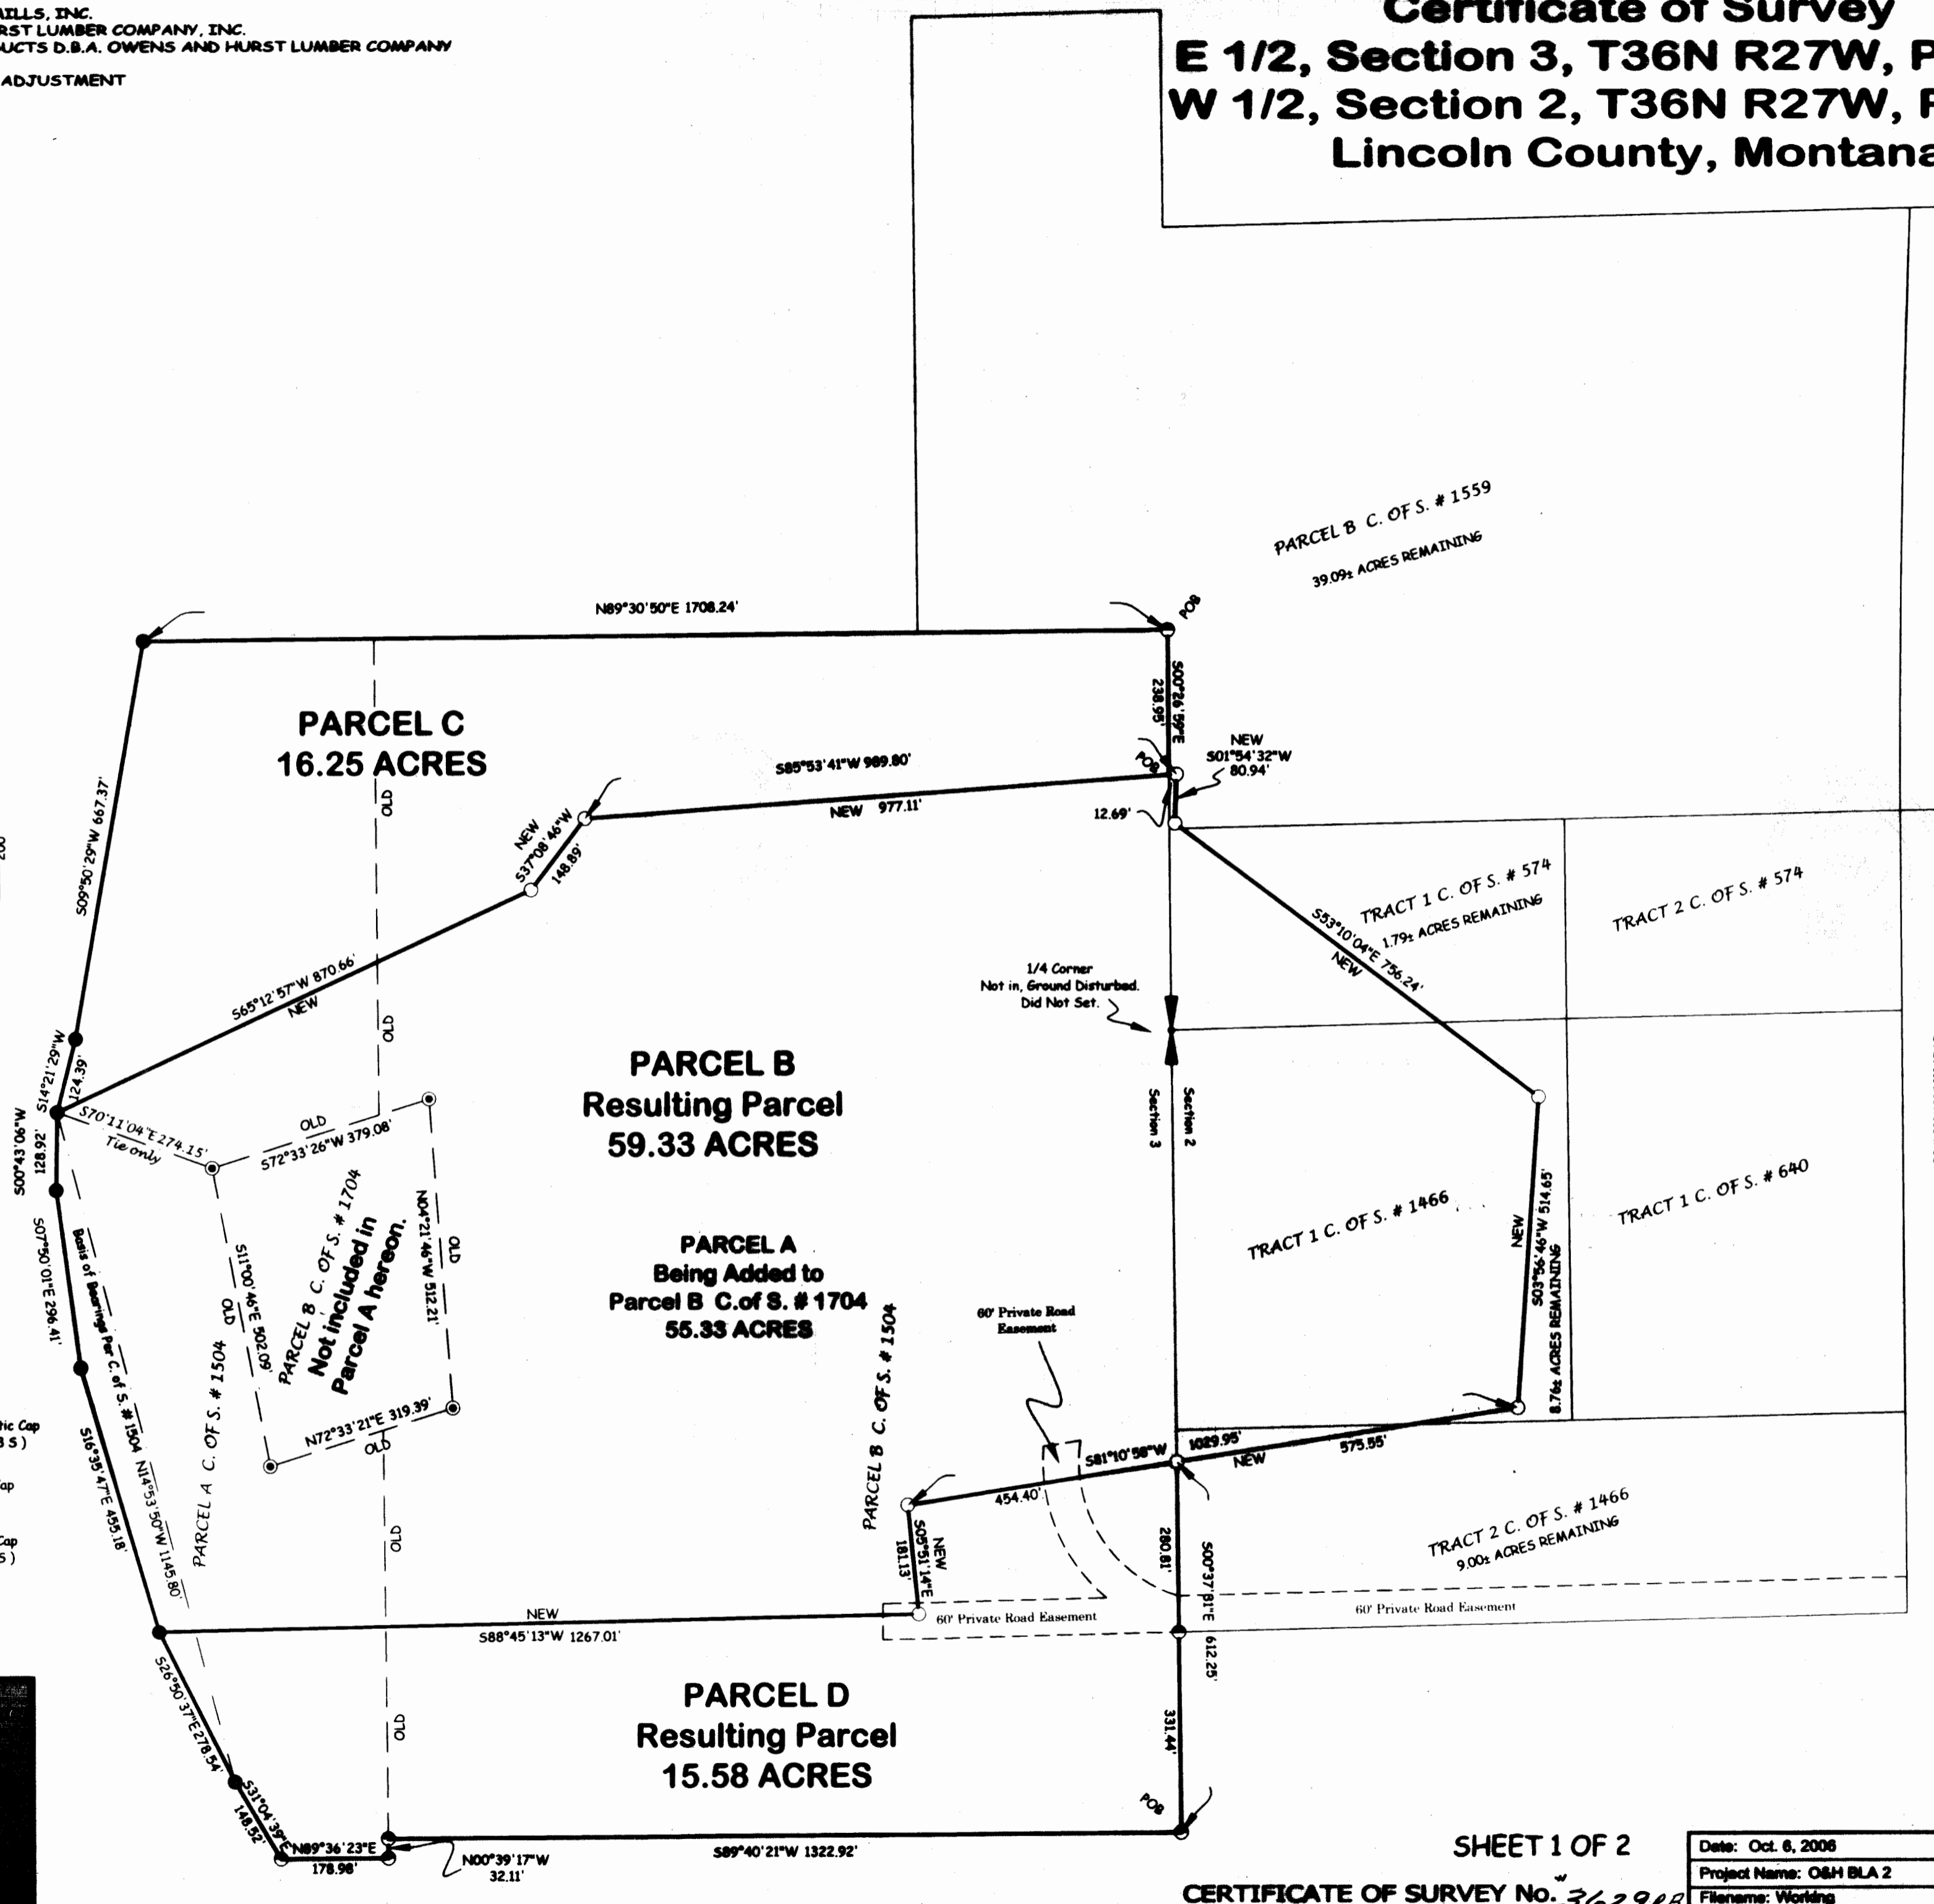 MILLS, INC.
RST LUMBER COMPANY, INC.
UCTS D.B.A. OWENS AND HURST LUMBER COMPANY
ADJUSTMENT
Certificate of Survey
E 1/2, Section 3, T36N R27W, P
W 1/2, Section 2, T36N R27W, P
Lincoln County, Montana
PARCEL B C. OF S. # 1559
39.09± ACRES REMAINING
N89°30'50"E 1708.24'
POB
S00°26'59"E
238.95'
PARCEL C
16.25 ACRES
OLD
S85°53'41"W 989.80'
NEW 977.11'
POB
NEW
S01°54'32"W
80.94'
12.69'
NEW
S37°08'46"W
148.89'
S09°50'29"W 667.37'
200
TRACT 1 C. OF S. # 574
1.79± ACRES REMAINING
TRACT 2 C. OF S. # 574
S53°10'04"E 756.24'
NEW
S65°12'57"W 870.66'
NEW
OLD
1/4 Corner
Not in, Ground Disturbed.
Did Not Set.
S14°21'29"W
124.39'
PARCEL B
Resulting Parcel
59.33 ACRES
Section 3
Section 2
S70°11'04"E 274.15'
Tie only
OLD
S72°33'26"W 379.08'
S00°43'06"W
128.92'
TRACT 1 C. OF S. # 1466
TRACT 1 C. OF S. # 640
NEW
S03°56'46"W 514.65'
8.76± ACRES REMAINING
S07°50'01"E 296.41'
Basis of Bearings Per C. of S. #1504 N14°53'50"W 1145.80'
S11°00'46"E 502.09'
OLD
PARCEL B C. OF S. # 1704
Not included in
Parcel A hereon.
N04°21'46"W 512.21'
OLD
PARCEL A
Being Added to
Parcel B C.of S. # 1704
55.33 ACRES
60' Private Road
Easement
PARCEL A C. OF S. # 1504
PARCEL B C. OF S. # 1504
N72°33'21"E 319.39'
OLD
tic Cap
S )
ap
Cap
5 )
S16°35'47"E 455.18'
S81°10'58"W 1029.95'
454.40'
NEW
575.55'
OLD
NEW
S05°51'14"E
181.13'
280.81'
S00°37'31"E 612.25'
TRACT 2 C. OF S. # 1466
9.00± ACRES REMAINING
NEW
S88°45'13"W 1267.01'
60' Private Road Easement
60' Private Road Easement
S26°50'37"E 278.54'
OLD
PARCEL D
Resulting Parcel
15.58 ACRES
331.44'
POB
S31°04'39"E
148.52'
N89°36'23"E
178.98'
N00°39'17"W
32.11'
S89°40'21"W 1322.92'
SHEET 1 OF 2
CERTIFICATE OF SURVEY No.
Date: Oct. 6, 2006
Project Name: O&H BLA 2
Filename: Working